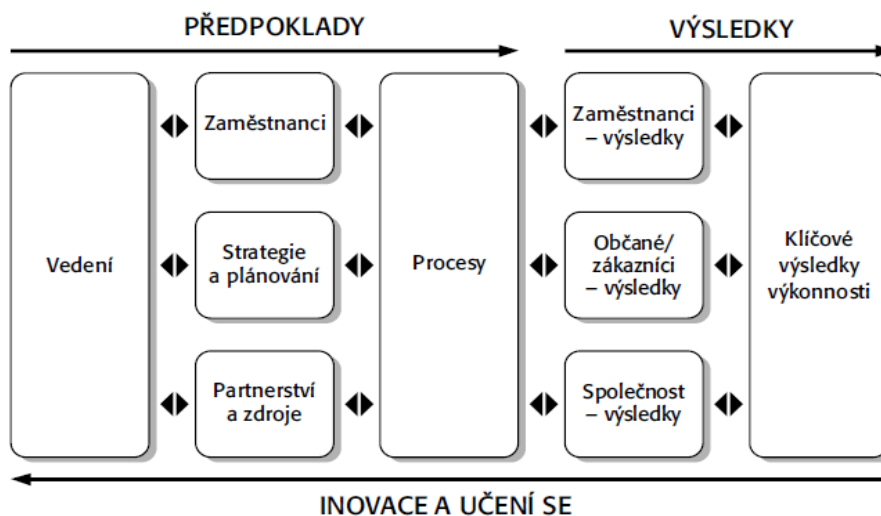 PŘEDPOKLADY
VÝSLEDKY
Vedení
Zaměstnanci
Strategie
a plánování
Partnerství
a zdroje
Procesy
Zaměstnanci
– výsledky
Občané/
zákazníci
– výsledky
Společnost
– výsledky
Klíčové
výsledky
výkonnosti
INOVACE A UČENÍ SE